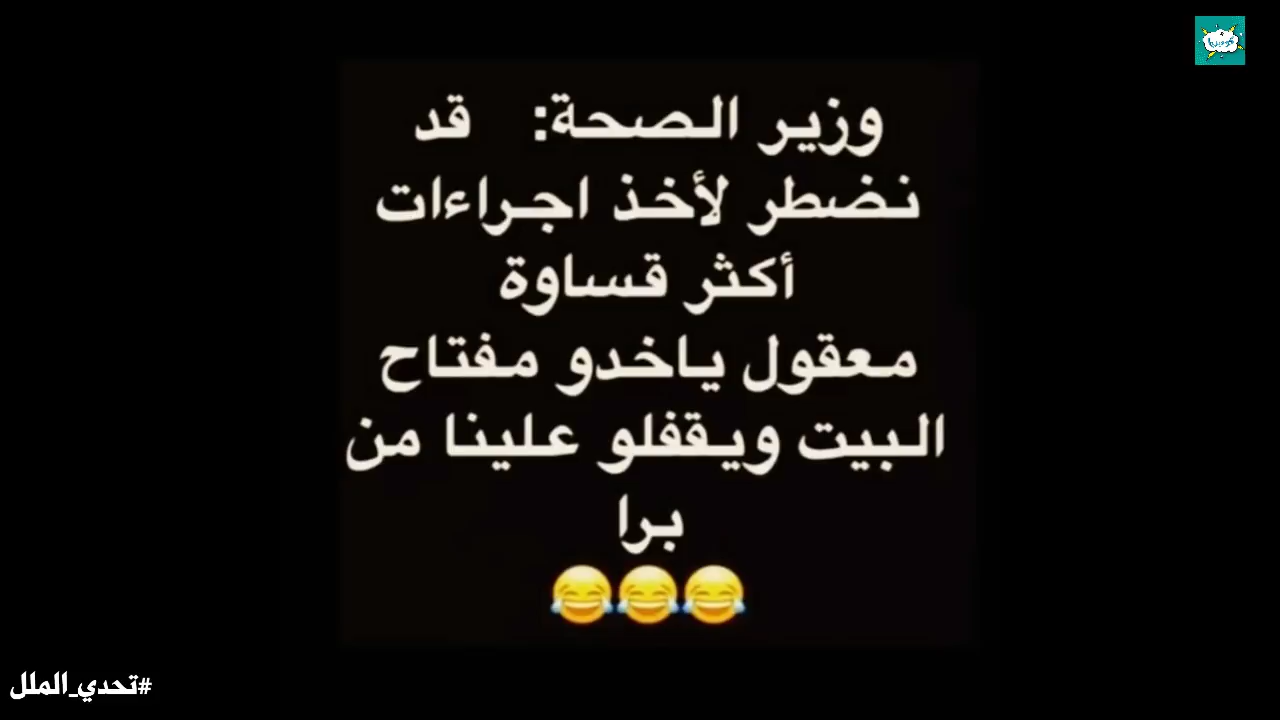 وزير الصحة: قد
نضطر لأخذ اجراءات
أكثر قساوة
معقول ياخدو مفتاح
البيت ويقفلو علينا من
برا
😂😂😂
#تحدي_الملل